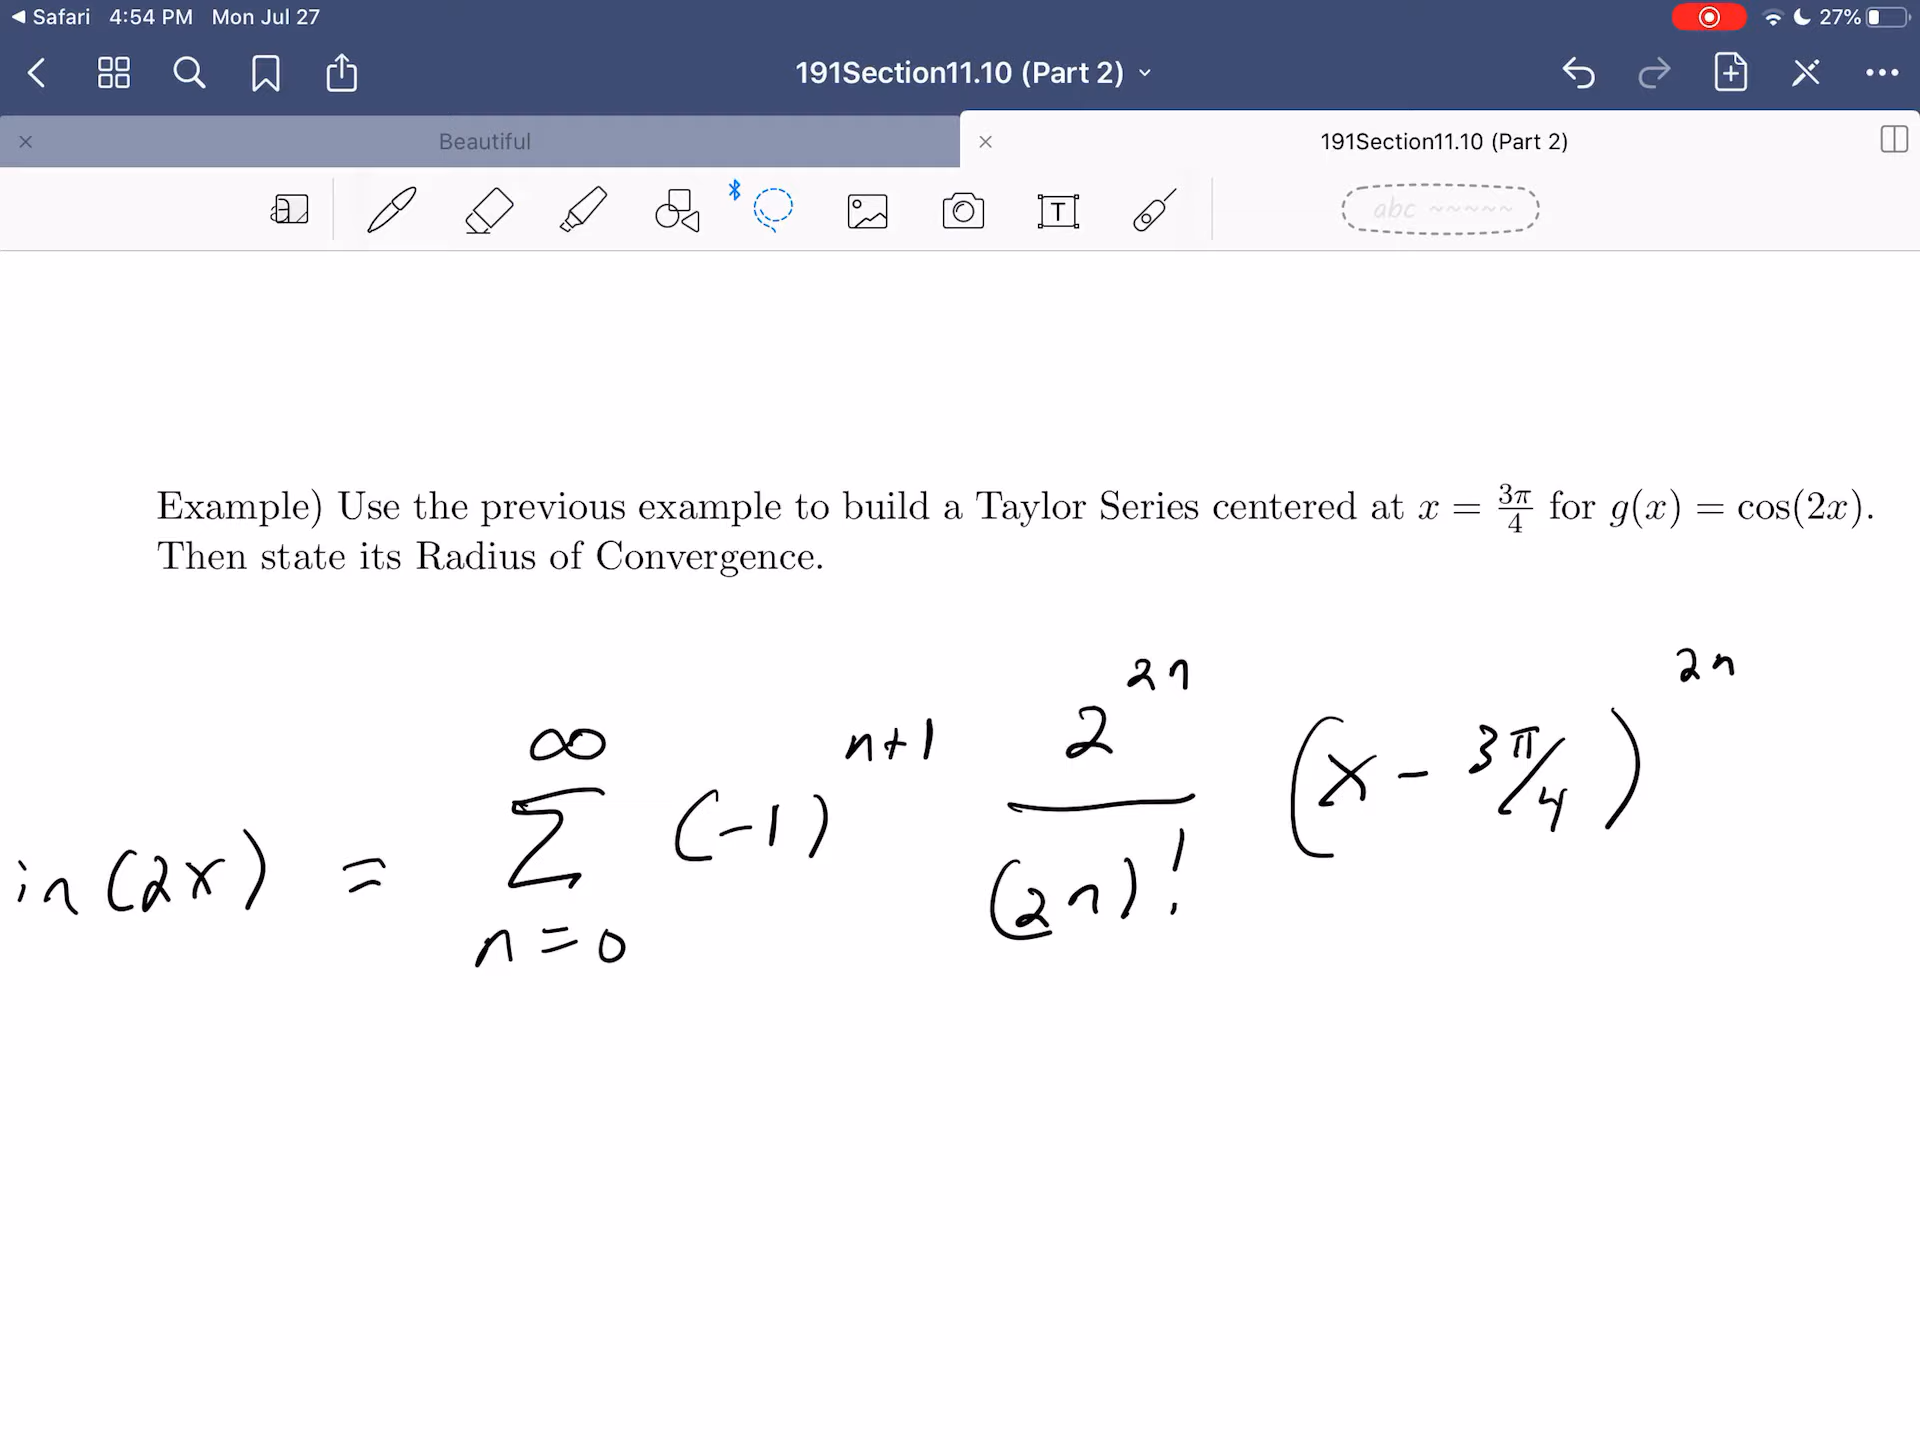 Safari 4:54 PM Mon Jul 27 27%
191Section11.10 (Part 2)
Beautiful 191Section11.10 (Part 2)
a T abc
Example) Use the previous example to build a Taylor Series centered at x = 3π/4 for g(x) = cos(2x).
Then state its Radius of Convergence.
in(2x) = ∑_{n=0}^{∞} (-1)^{n+1} 2^{2n}/(2n)! (x - 3π/4)^{2n}